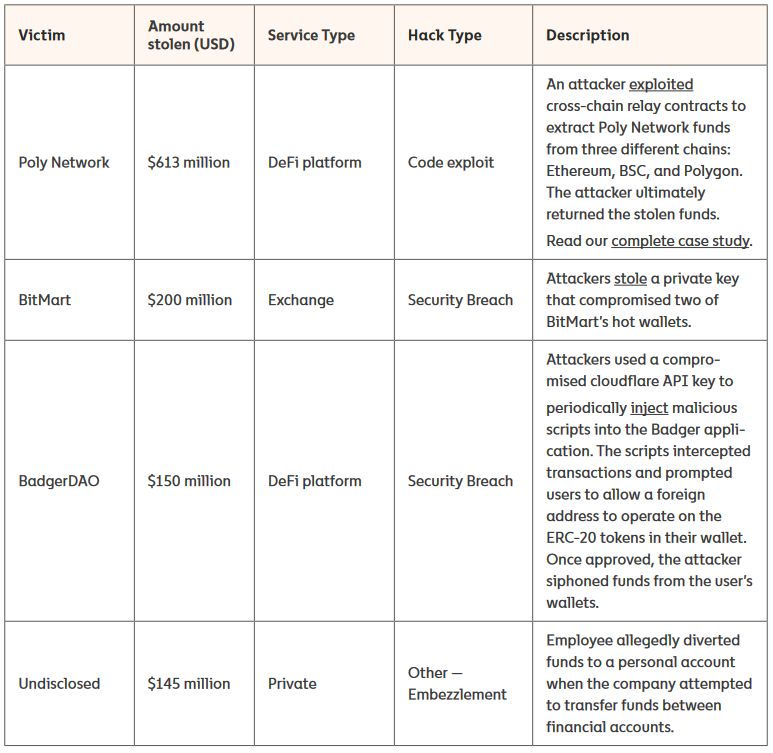 Victim
Amount
stolen (USD)
Service Type
Hack Type
Description
Poly Network
$613 million
DeFi platform
Code exploit
An attacker exploited
cross-chain relay contracts to
extract Poly Network funds
from three different chains:
Ethereum, BSC, and Polygon.
The attacker ultimately
returned the stolen funds.
Read our complete case study.
BitMart
$200 million
Exchange
Security Breach
Attackers stole a private key
that compromised two of
BitMart's hot wallets.
BadgerDAO
$150 million
DeFi platform
Security Breach
Attackers used a compro-
mised cloudflare API key to
periodically inject malicious
scripts into the Badger appli-
cation. The scripts intercepted
transactions and prompted
users to allow a foreign
address to operate on the
ERC-20 tokens in their wallet.
Once approved, the attacker
siphoned funds from the user's
wallets.
Undisclosed
$145 million
Private
Other —
Embezzlement
Employee allegedly diverted
funds to a personal account
when the company attempted
to transfer funds between
financial accounts.